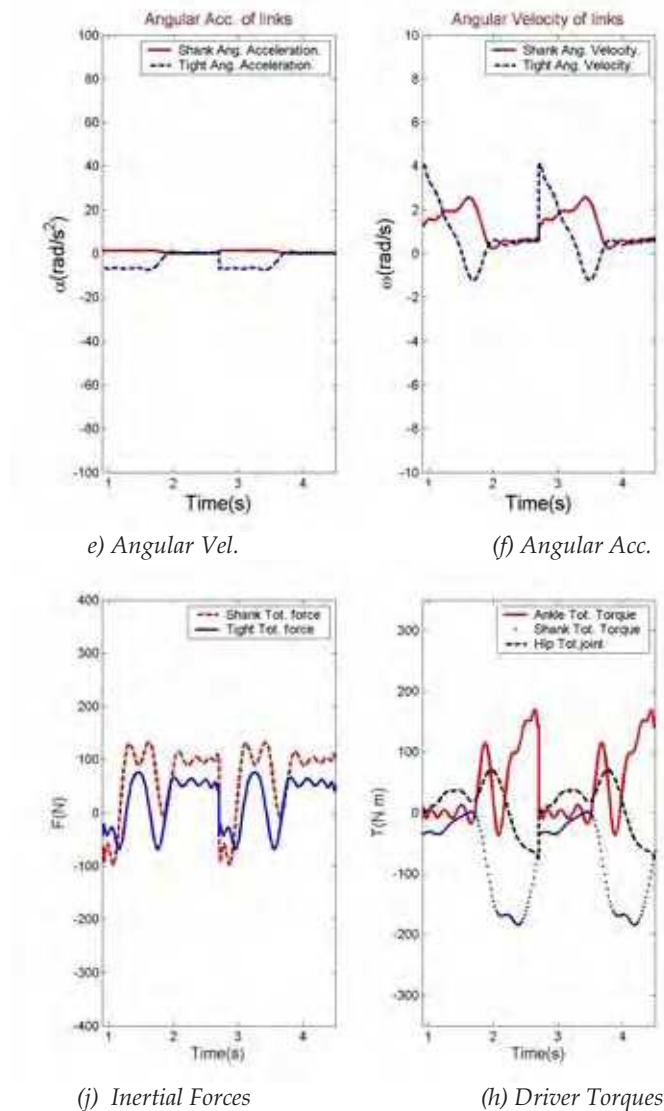 Angular Acc. of links
Shank Ang. Acceleration.
Tight Ang. Acceleration.
100
80
60
40
20
0
-20
-40
-60
-80
-100
α(rad/s²)
1 2 3 4
Time(s)
e) Angular Vel.
Angular Velocity of links
Shank Ang. Velocity.
Tight Ang. Velocity.
10
8
6
4
2
0
-2
-4
-6
-8
-10
ω(rad/s)
1 2 3 4
Time(s)
(f) Angular Acc.
Shank Tot. force
Tight Tot. force
400
300
200
100
0
-100
-200
-300
-400
F(N)
1 2 3 4
Time(s)
(j) Inertial Forces
Ankle Tot. Torque
Shank Tot. Torque
Hip Tot.joint
300
200
100
0
-100
-200
-300
T(N m)
1 2 3 4
Time(s)
(h) Driver Torques